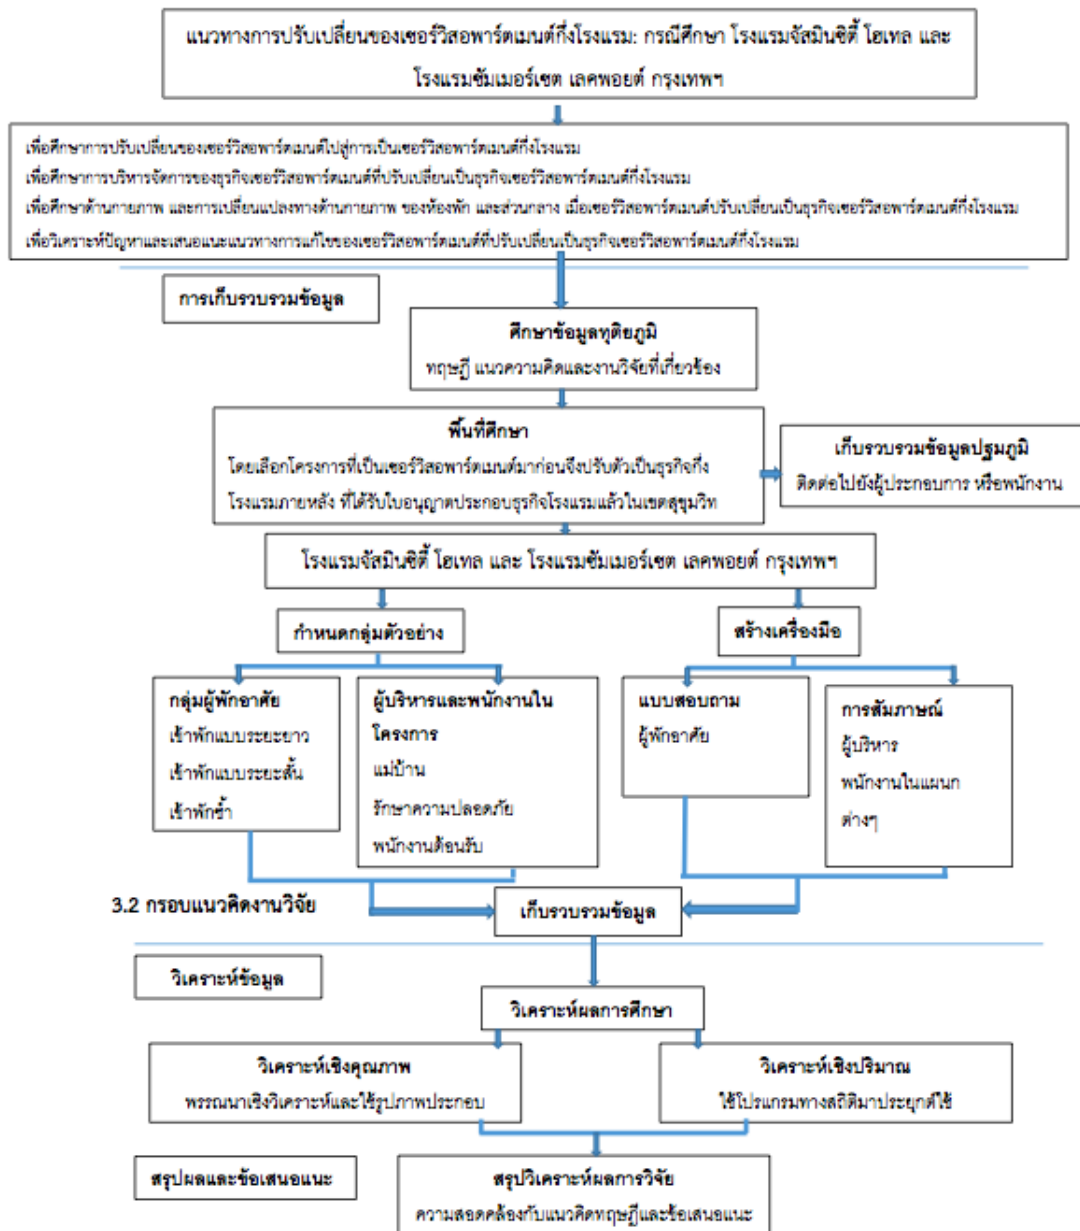 แนวทางการปรับเปลี่ยนของเซอร์วิสอพาร์ตเมนต์กึ่งโรงแรม: กรณีศึกษา โรงแรมจัสมินซิตี้ โฮเทล และ
โรงแรมซัมเมอร์เซต เลคพอยต์ กรุงเทพฯ
เพื่อศึกษาการปรับเปลี่ยนของเซอร์วิสอพาร์ตเมนต์ไปสู่การเป็นเซอร์วิสอพาร์ตเมนต์กึ่งโรงแรม
เพื่อศึกษาการบริหารจัดการของธุรกิจเซอร์วิสอพาร์ตเมนต์ที่ปรับเปลี่ยนเป็นธุรกิจเซอร์วิสอพาร์ตเมนต์กึ่งโรงแรม
เพื่อศึกษาด้านกายภาพ และการเปลี่ยนแปลงทางด้านกายภาพ ของห้องพัก และส่วนกลาง เมื่อเซอร์วิสอพาร์ตเมนต์ปรับเปลี่ยนเป็นธุรกิจเซอร์วิสอพาร์ตเมนต์กึ่งโรงแรม
เพื่อวิเคราะห์ปัญหาและเสนอแนะแนวทางการแก้ไขของเซอร์วิสอพาร์ตเมนต์ที่ปรับเปลี่ยนเป็นธุรกิจเซอร์วิสอพาร์ตเมนต์กึ่งโรงแรม
การเก็บรวบรวมข้อมูล
ศึกษาข้อมูลทุติยภูมิ
ทฤษฎี แนวความคิดและงานวิจัยที่เกี่ยวข้อง
พื้นที่ศึกษา
โดยเลือกโครงการที่เป็นเซอร์วิสอพาร์ตเมนต์มาก่อนจึงปรับตัวเป็นธุรกิจกึ่ง
โรงแรมภายหลัง ที่ได้รับใบอนุญาตประกอบธุรกิจโรงแรมแล้วในเขตสุขุมวิท
เก็บรวบรวมข้อมูลปฐมภูมิ
ติดต่อไปยังผู้ประกอบการ หรือพนักงาน
โรงแรมจัสมินซิตี้ โฮเทล และ โรงแรมซัมเมอร์เซต เลคพอยต์ กรุงเทพฯ
กำหนดกลุ่มตัวอย่าง
สร้างเครื่องมือ
กลุ่มผู้พักอาศัย
เข้าพักแบบระยะยาว
เข้าพักแบบระยะสั้น
เข้าพักซ้ำ
ผู้บริหารและพนักงานใน
โครงการ
แม่บ้าน
รักษาความปลอดภัย
พนักงานต้อนรับ
แบบสอบถาม
ผู้พักอาศัย
การสัมภาษณ์
ผู้บริหาร
พนักงานในแผนก
ต่างๆ
3.2 กรอบแนวคิดงานวิจัย
เก็บรวบรวมข้อมูล
วิเคราะห์ข้อมูล
วิเคราะห์ผลการศึกษา
วิเคราะห์เชิงคุณภาพ
พรรณนาเชิงวิเคราะห์และใช้รูปภาพประกอบ
วิเคราะห์เชิงปริมาณ
ใช้โปรแกรมทางสถิติมาประยุกต์ใช้
สรุปผลและข้อเสนอแนะ
สรุปวิเคราะห์ผลการวิจัย
ความสอดคล้องกับแนวคิดทฤษฎีและข้อเสนอแนะ